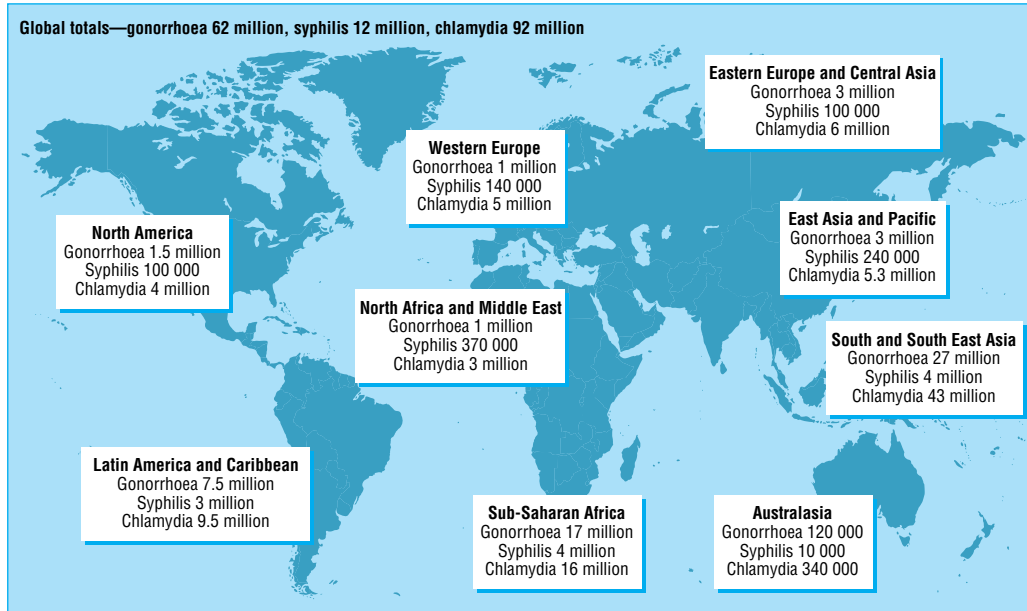 Global totals—gonorrhoea 62 million, syphilis 12 million, chlamydia 92 million
Eastern Europe and Central Asia
Gonorrhoea 3 million
Syphilis 100 000
Chlamydia 6 million
Western Europe
Gonorrhoea 1 million
Syphilis 140 000
Chlamydia 5 million
North America
Gonorrhoea 1.5 million
Syphilis 100 000
Chlamydia 4 million
East Asia and Pacific
Gonorrhoea 3 million
Syphilis 240 000
Chlamydia 5.3 million
North Africa and Middle East
Gonorrhoea 1 million
Syphilis 370 000
Chlamydia 3 million
South and South East Asia
Gonorrhoea 27 million
Syphilis 4 million
Chlamydia 43 million
Latin America and Caribbean
Gonorrhoea 7.5 million
Syphilis 3 million
Chlamydia 9.5 million
Sub-Saharan Africa
Gonorrhoea 17 million
Syphilis 4 million
Chlamydia 16 million
Australasia
Gonorrhoea 120 000
Syphilis 10 000
Chlamydia 340 000